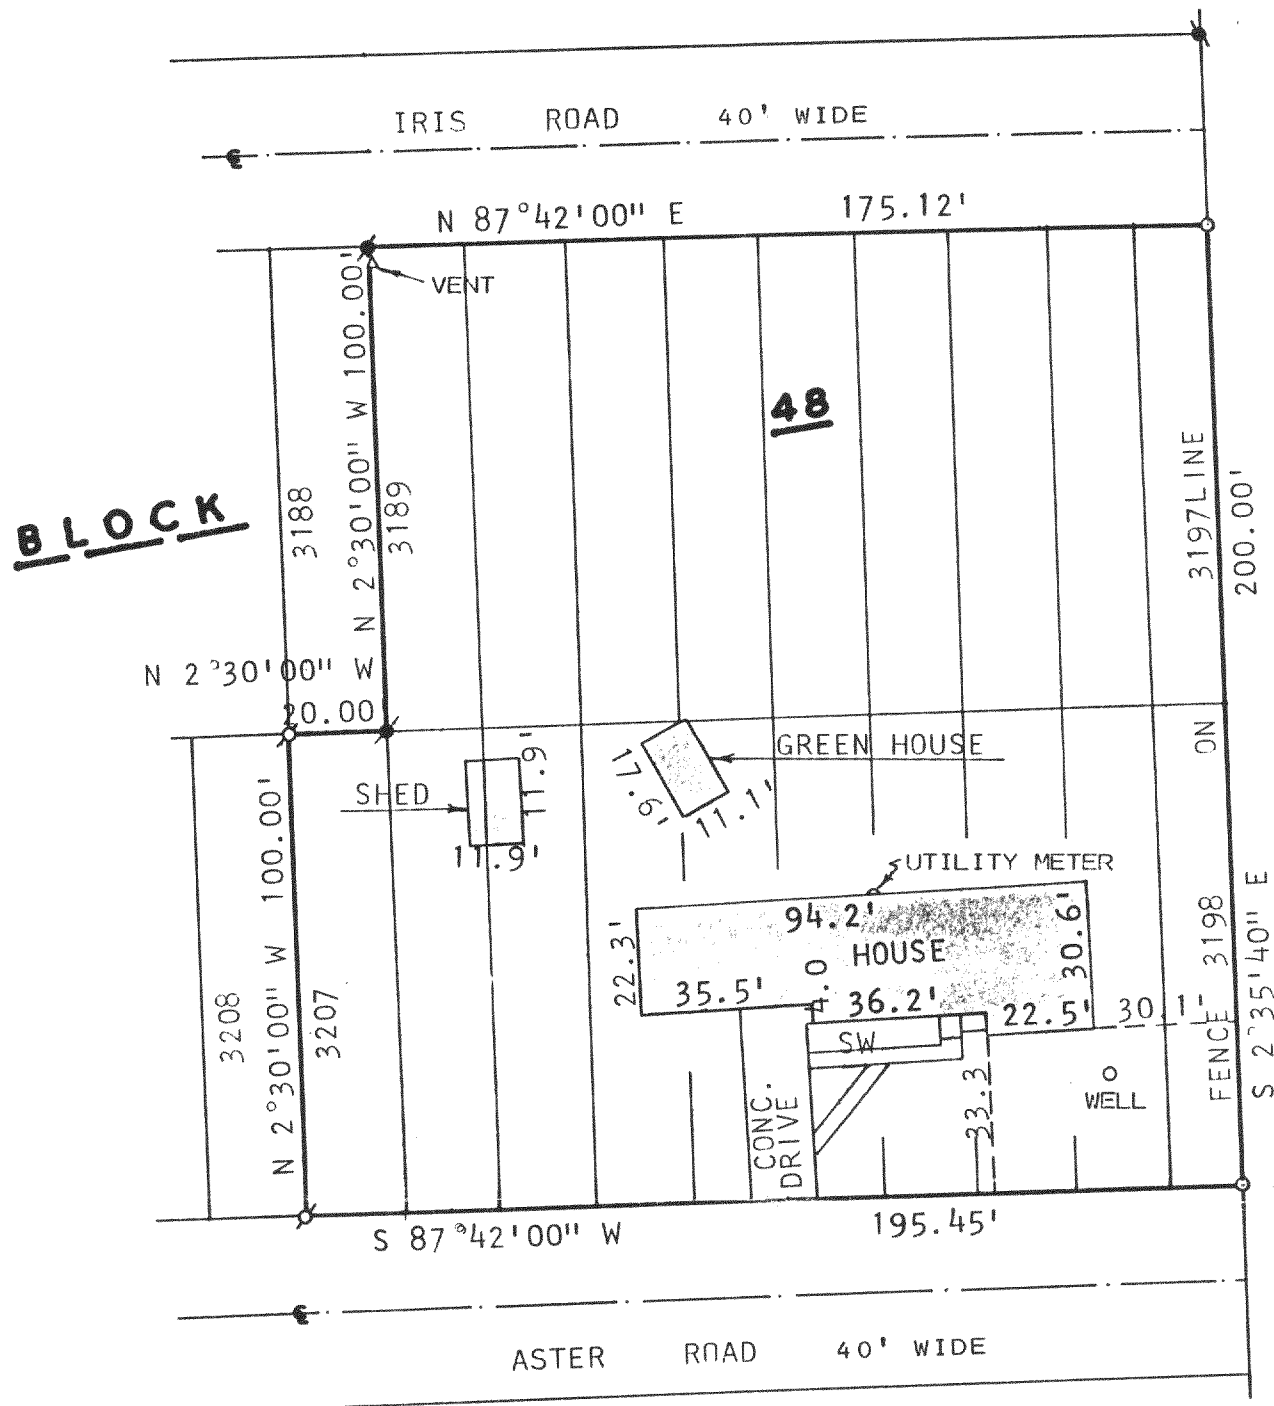 IRIS ROAD 40' WIDE
N 87°42'00" E 175.12'
VENT
N 2°30'00" W 100.00'
3188
3189
48
BLOCK
3197 LINE
200.00'
N 2°30'00" W
20.00
GREEN HOUSE
17.6'
11.1'
SHED
11.9'
11.9'
ON
UTILITY METER
94.2'
HOUSE
22.3'
35.5'
4.0
36.2'
30.6'
22.5'
30.1'
SW
33.3
CONC.
DRIVE
WELL
FENCE 3198
S 2°35'40" E
N 2°30'00" W 100.00'
3208
3207
S 87°42'00" W 195.45'
ASTER ROAD 40' WIDE